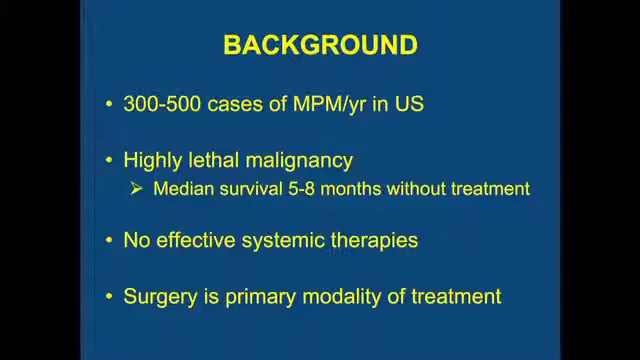 BACKGROUND
• 300-500 cases of MPM/yr in US
• Highly lethal malignancy
➢ Median survival 5-8 months without treatment
• No effective systemic therapies
• Surgery is primary modality of treatment